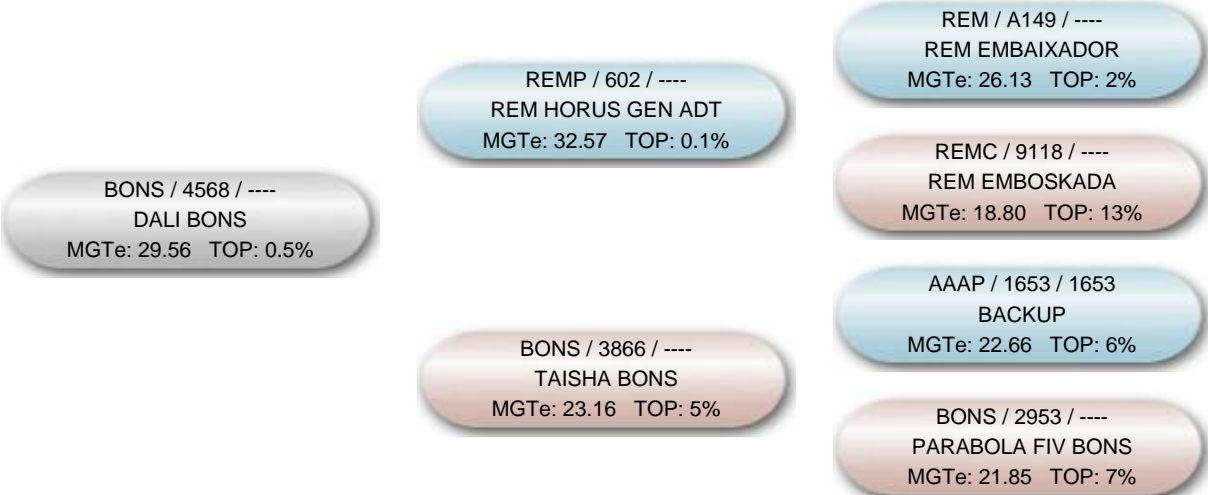 BONS / 4568 / ----
DALI BONS
MGTe: 29.56 TOP: 0.5%
REMP / 602 / ----
REM HORUS GEN ADT
MGTe: 32.57 TOP: 0.1%
BONS / 3866 / ----
TAISHA BONS
MGTe: 23.16 TOP: 5%
REM / A149 / ----
REM EMBAIXADOR
MGTe: 26.13 TOP: 2%
REMC / 9118 / ----
REM EMBOSKADA
MGTe: 18.80 TOP: 13%
AAAP / 1653 / 1653
BACKUP
MGTe: 22.66 TOP: 6%
BONS / 2953 / ----
PARABOLA FIV BONS
MGTe: 21.85 TOP: 7%